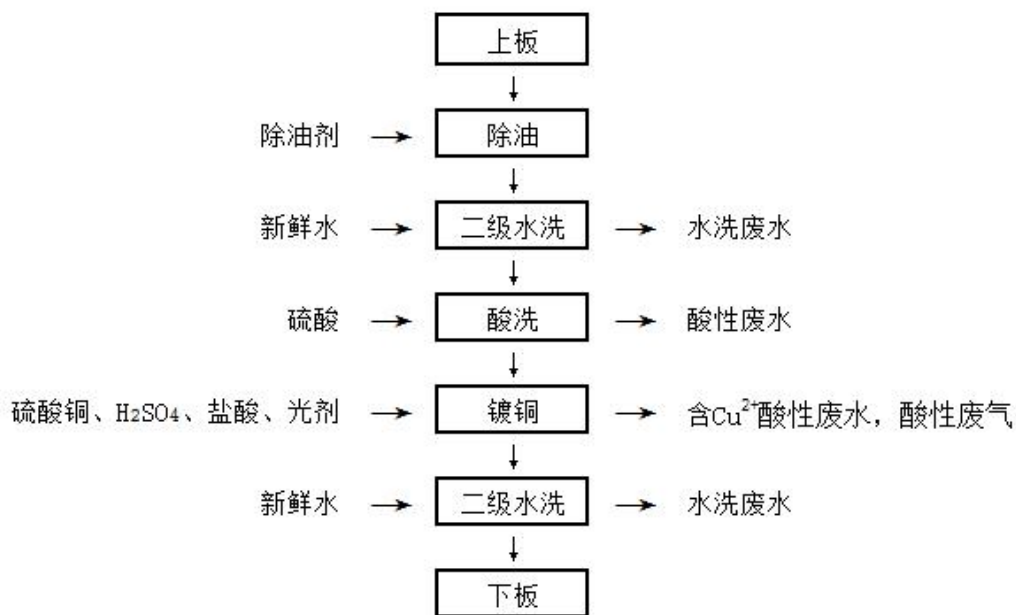 上板
除油剂 除油
新鲜水 二级水洗 水洗废水
硫酸 酸洗 酸性废水
硫酸铜、H₂SO₄、盐酸、光剂 镀铜 含Cu²⁺酸性废水，酸性废气
新鲜水 二级水洗 水洗废水
下板